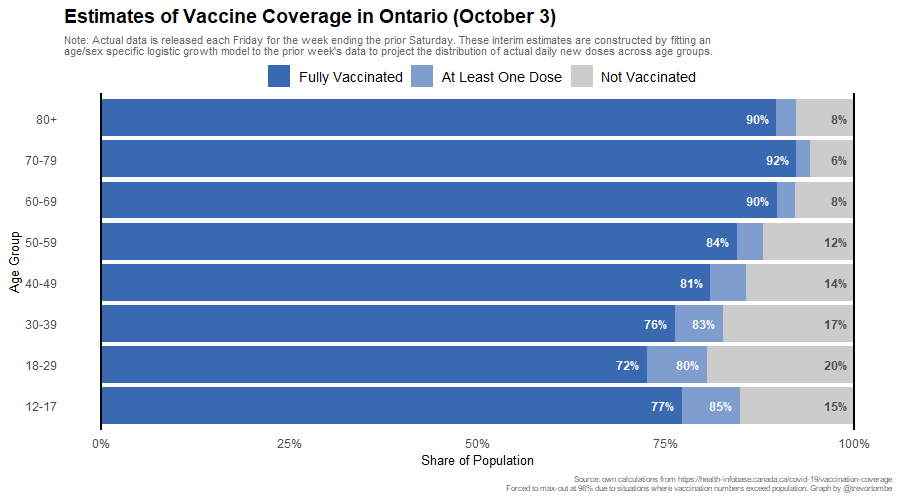 Estimates of Vaccine Coverage in Ontario (October 3)
Note: Actual data is released each Friday for the week ending the prior Saturday. These interim estimates are constructed by fitting an
age/sex specific logistic growth model to the prior week's data to project the distribution of actual daily new doses across age groups.
Fully Vaccinated At Least One Dose Not Vaccinated
80+ 90% 8%
70-79 92% 6%
60-69 90% 8%
50-59 84% 12%
Age Group
40-49 81% 14%
30-39 76% 83% 17%
18-29 72% 80% 20%
12-17 77% 85% 15%
0% 25% 50% 75% 100%
Share of Population
Source: own calculations from https://health-infobase.canada.ca/covid-19/vaccination-coverage
Forced to max-out at 98% due to situations where vaccination numbers exceed population. Graph by @trevortombe